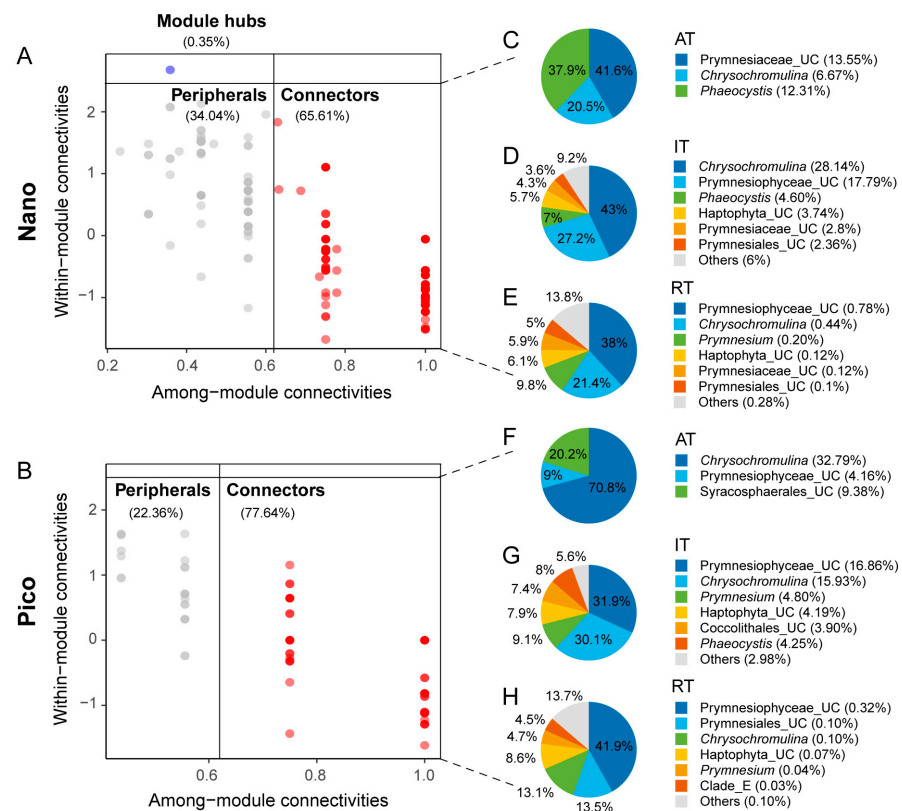 Module hubs
(0.35%)
A
Peripherals
(34.04%)
Connectors
(65.61%)
Nano
Within−module connectivities
2
1
0
−1
0.2
0.4
0.6
0.8
1.0
Among−module connectivities
C
37.9%
41.6%
20.5%
AT
Prymnesiaceae_UC (13.55%)
Chrysochromulina (6.67%)
Phaeocystis (12.31%)
D
9.2%
3.6%
4.3%
5.7%
7%
43%
27.2%
IT
Chrysochromulina (28.14%)
Prymnesiophyceae_UC (17.79%)
Phaeocystis (4.60%)
Haptophyta_UC (3.74%)
Prymnesiaceae_UC (2.8%)
Prymnesiales_UC (2.36%)
Others (6%)
E
13.8%
5%
5.9%
6.1%
9.8%
38%
21.4%
RT
Prymnesiophyceae_UC (0.78%)
Chrysochromulina (0.44%)
Prymnesium (0.20%)
Haptophyta_UC (0.12%)
Prymnesiaceae_UC (0.12%)
Prymnesiales_UC (0.1%)
Others (0.28%)
B
Peripherals
(22.36%)
Connectors
(77.64%)
Pico
Within−module connectivities
2
1
0
−1
0.6
0.8
1.0
Among−module connectivities
F
20.2%
9%
70.8%
AT
Chrysochromulina (32.79%)
Prymnesiophyceae_UC (4.16%)
Syracosphaerales_UC (9.38%)
G
5.6%
8%
7.4%
7.9%
9.1%
31.9%
30.1%
IT
Prymnesiophyceae_UC (16.86%)
Chrysochromulina (15.93%)
Prymnesium (4.80%)
Haptophyta_UC (4.19%)
Coccolithales_UC (3.90%)
Phaeocystis (4.25%)
Others (2.98%)
H
13.7%
4.5%
4.7%
8.6%
13.1%
41.9%
13.5%
RT
Prymnesiophyceae_UC (0.32%)
Prymnesiales_UC (0.10%)
Chrysochromulina (0.10%)
Haptophyta_UC (0.07%)
Prymnesium (0.04%)
Clade_E (0.03%)
Others (0.10%)